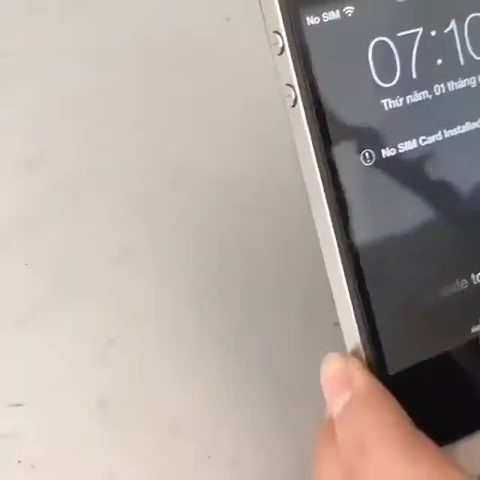 No SIM
07:10
Thứ năm, 01 tháng
No SIM Card Installed